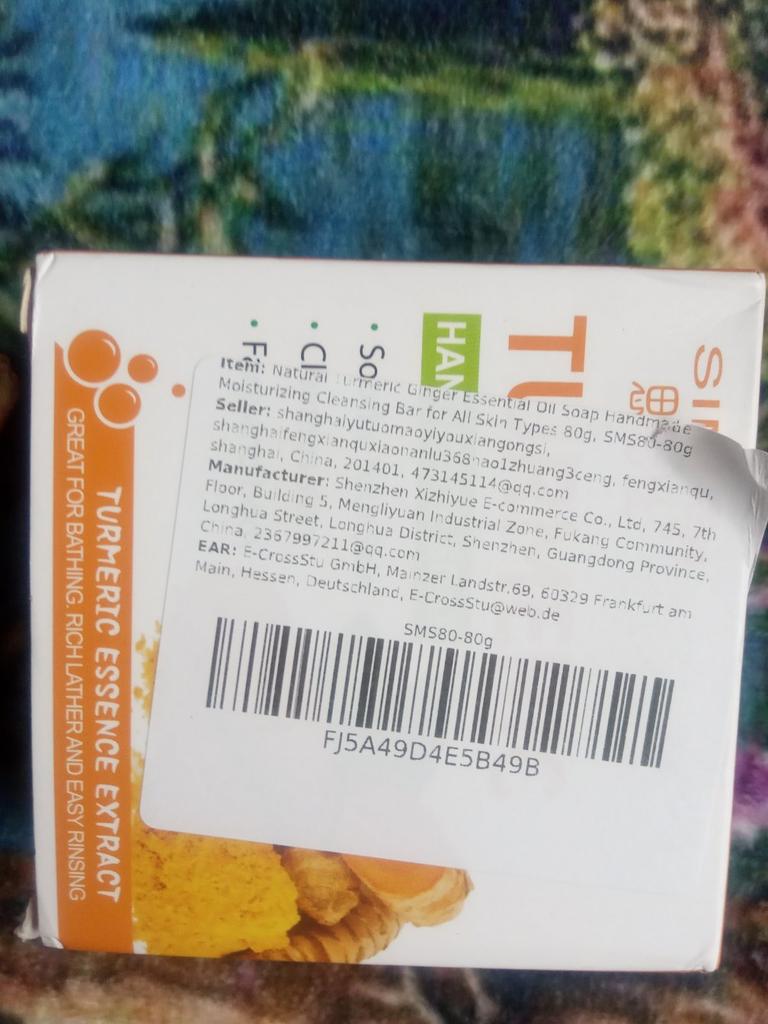 Item: Natural Turmeric Ginger Essential Oil Soap Handmade
Moisturizing Cleansing Bar for All Skin Types 80g, SMS80-80g
Seller: shanghaiyutuomaoyiyouxiangongsi,
shanghaifengxianquxiaonanlu368hao1zhuang3ceng, fengxianqu,
shanghai, China, 201401, 473145114@qq.com
Manufacturer: Shenzhen Xizhiyue E-commerce Co., Ltd, 745, 7th
Floor, Building 5, Mengliyuan Industrial Zone, Fukang Community,
Longhua Street, Longhua District, Shenzhen, Guangdong Province,
China, 2367997211@qq.com
EAR: E-CrossStu GmbH, Mainzer Landstr.69, 60329 Frankfurt am
Main, Hessen, Deutschland, E-CrossStu@web.de
SMS80-80g
FJ5A49D4E5B49B
TURMERIC ESSENCE EXTRACT
GREAT FOR BATHING. RICH LATHER AND EASY RINSING